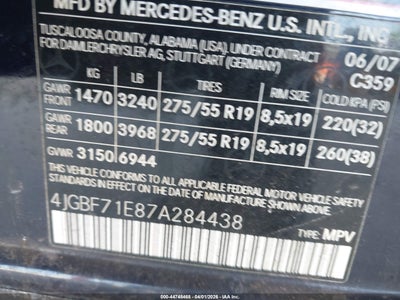 MFD BY MERCEDES-BENZ U.S. INT'L., INC.
TUSCALOOSA COUNTY, ALABAMA (USA). UNDER CONTRACT
FOR DAIMLERCHRYSLER AG, STUTTGART (GERMANY)
06/07
C359
KG LB TIRES RIM SIZE COLD KPA (PSI)
GAWR FRONT 1470 3240 275/55 R19 8,5x19 220(32)
GAWR REAR 1800 3968 275/55 R19 8,5x19 260(38)
GVWR 3150 6944
THIS VEHICLE CONFORMS TO ALL APPLICABLE FEDERAL MOTOR VEHICLE SAFETY
STANDARDS IN EFFECT ON THE DATE OF MANUFACTURE SHOWN ABOVE.
4JGBF71E87A284438
TYPE: MPV
000-44748468 - 04/01/2026 - IAAI.COM